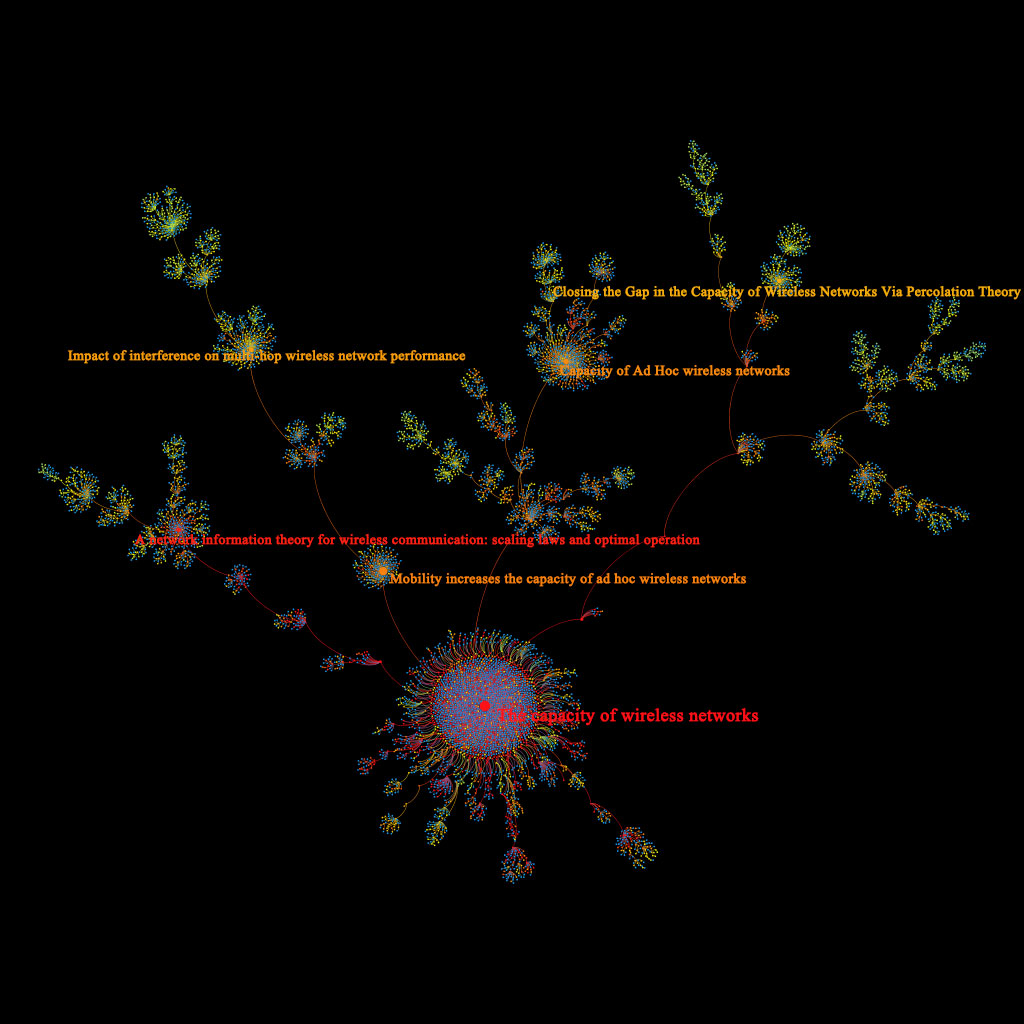 Closing the Gap in the Capacity of Wireless Networks Via Percolation Theory
Impact of interference on multi-hop wireless network performance
Capacity of Ad Hoc wireless networks
A network information theory for wireless communication: scaling laws and optimal operation
Mobility increases the capacity of ad hoc wireless networks
The capacity of wireless networks